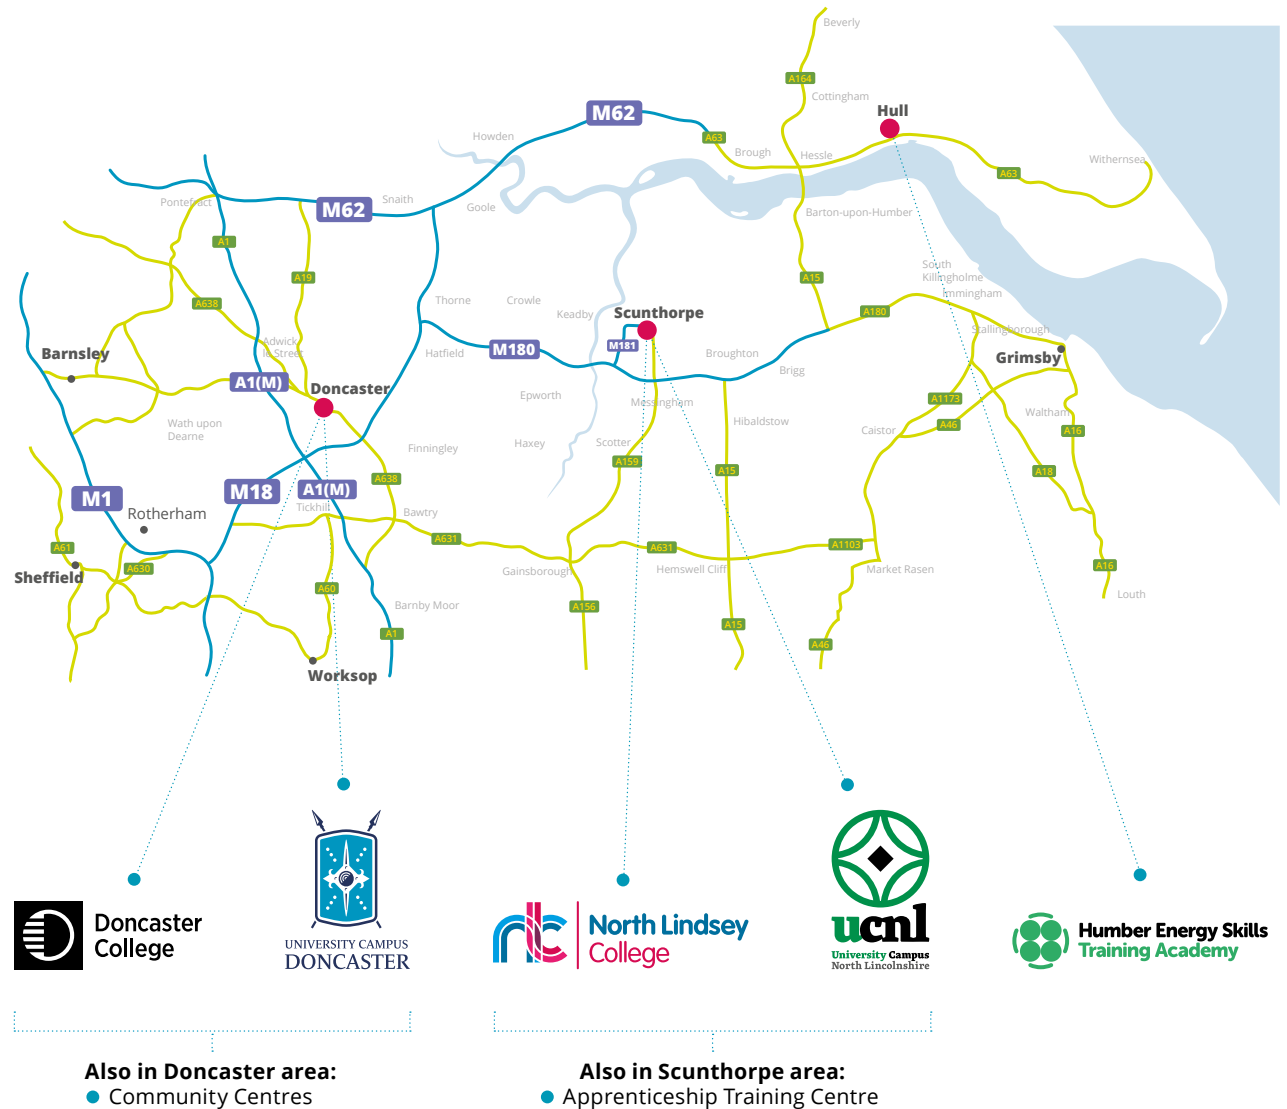 Beverly
A164
Cottingham
M62
Hull
Howden
A63
Brough
Hessle
Withernsea
A63
Pontefract
M62
Snaith
Goole
Barton-upon-Humber
A1
A19
A15
South
Killingholme
Immingham
A638
Thorne
Crowle
Keadby
Scunthorpe
A180
Stallingborough
Adwick
le Street
Hatfield
M180
M181
Broughton
Grimsby
Barnsley
Brigg
A1(M)
Doncaster
Epworth
Messingham
A1173
Waltham
Wath upon
Dearne
Hibaldstow
Caistor
A46
A16
Finningley
Haxey
Scotter
A159
A15
A18
A638
M1
M18
A1(M)
Tickhill
Bawtry
Rotherham
A631
A631
A1103
A61
A630
Sheffield
Gainsborough
Hemswell Cliff
Market Rasen
A16
Louth
A60
Barnby Moor
A156
A15
A1
A46
Worksop
Doncaster
College
UNIVERSITY CAMPUS
DONCASTER
nlc
North Lindsey
College
ucnl
University Campus
North Lincolnshire
Humber Energy Skills
Training Academy
Also in Doncaster area:
Community Centres
Also in Scunthorpe area:
Apprenticeship Training Centre